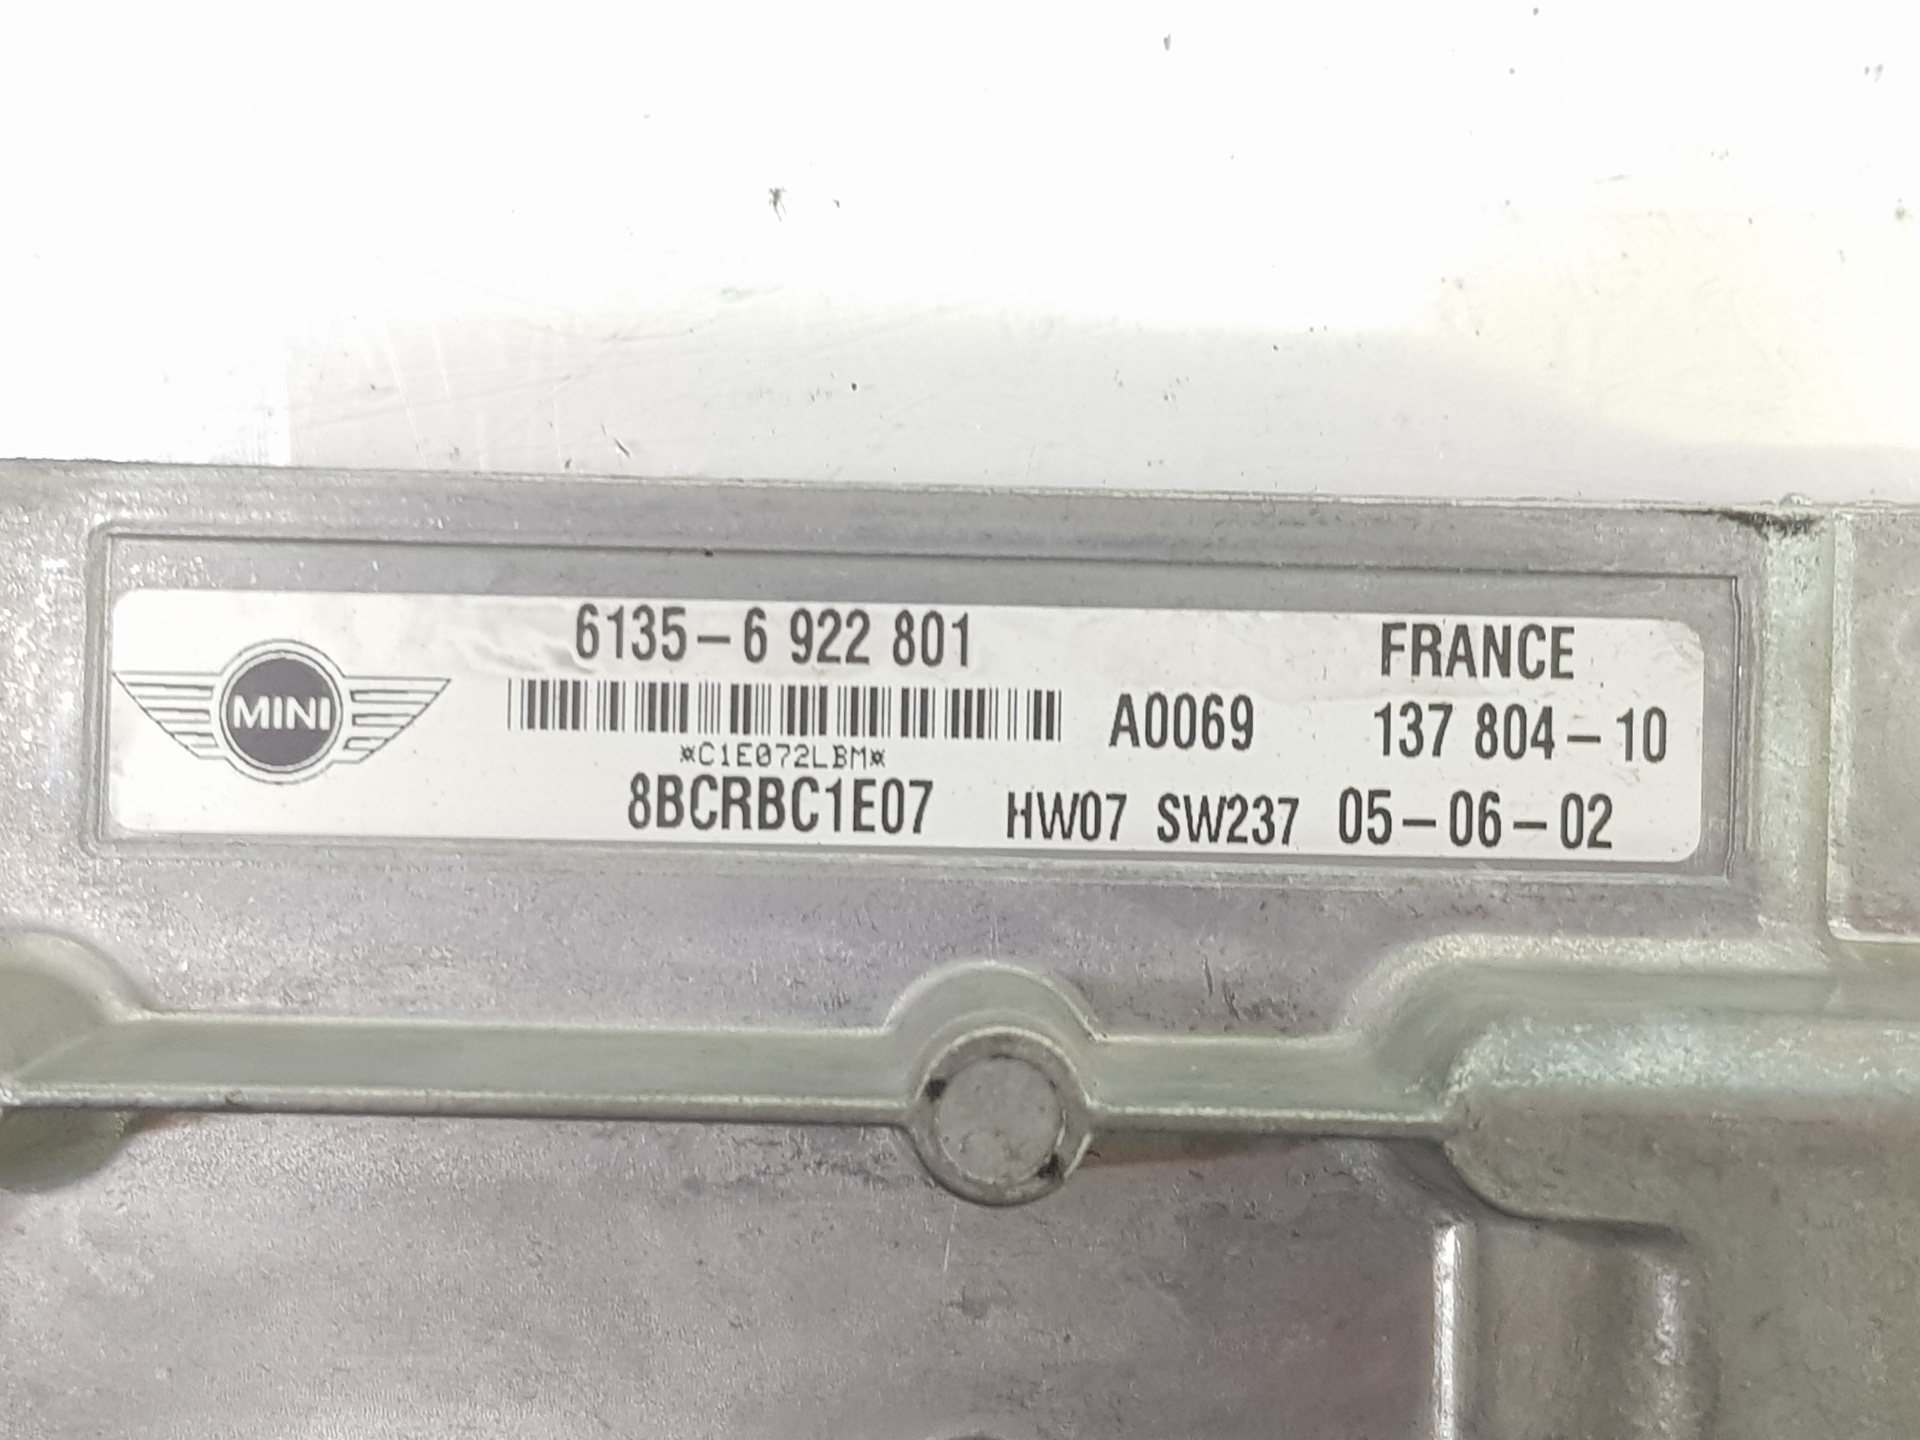 6135-6 922 801
FRANCE
MINI
A0069
137 804-10
*C1E072LBM*
8BCRBC1E07
HW07 SW237 05-06-02